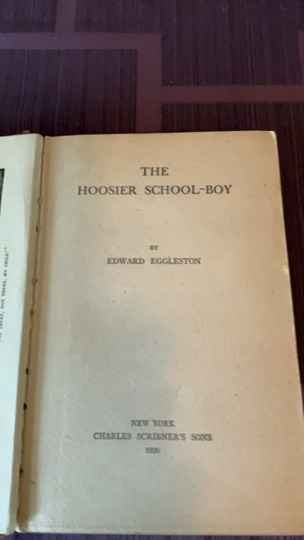 THE
HOOSIER SCHOOL-BOY
BY
EDWARD EGGLESTON
NEW YORK
CHARLES SCRIBNER'S SONS